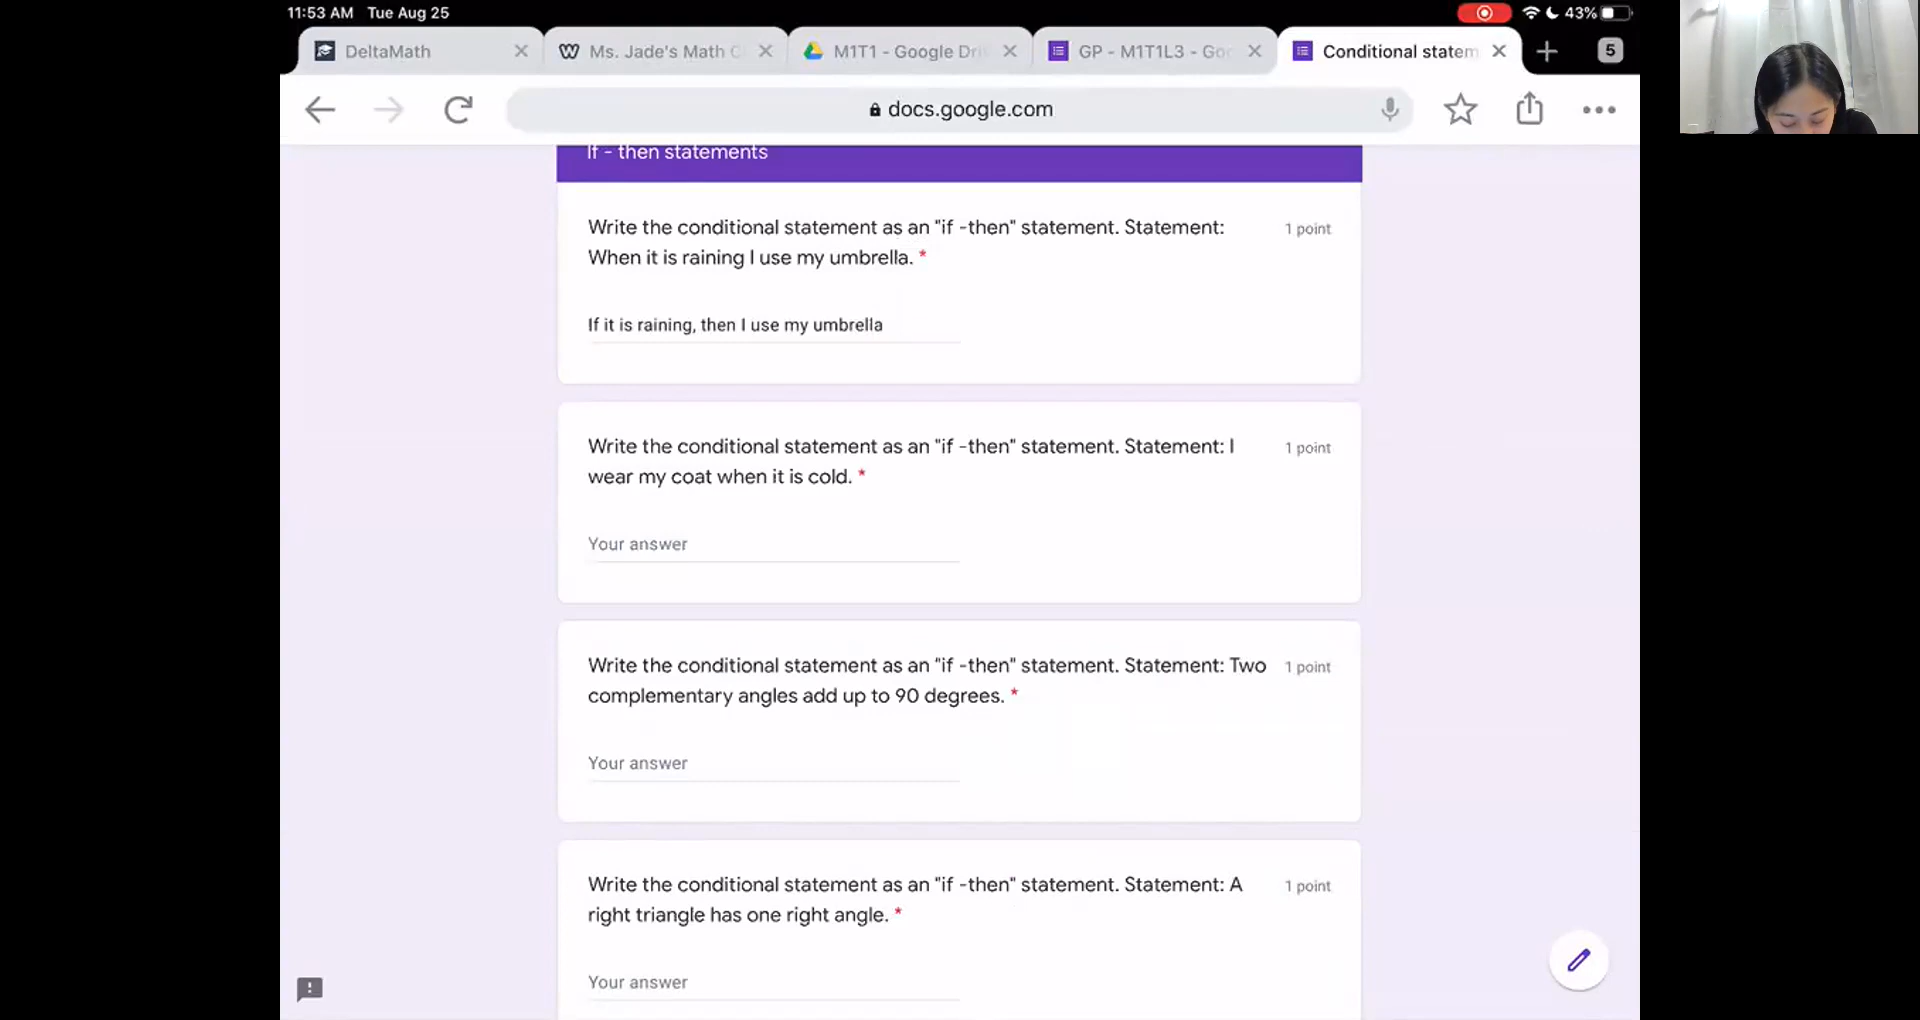 11:53 AM Tue Aug 25
43%
DeltaMath
Ms. Jade's Math
M1T1 - Google Dri
GP - M1T1L3 - Goo
Conditional statem
5
docs.google.com
If - then statements
Write the conditional statement as an "if -then" statement. Statement:
1 point
When it is raining I use my umbrella. *
If it is raining, then I use my umbrella
Write the conditional statement as an "if -then" statement. Statement: I
1 point
wear my coat when it is cold. *
Your answer
Write the conditional statement as an "if -then" statement. Statement: Two
1 point
complementary angles add up to 90 degrees. *
Your answer
Write the conditional statement as an "if -then" statement. Statement: A
1 point
right triangle has one right angle. *
Your answer